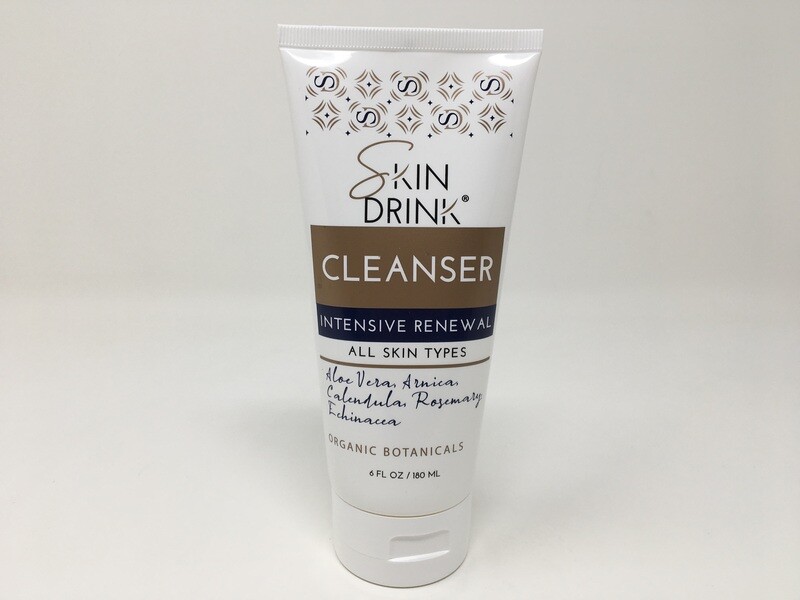 SKIN
DRINK®
CLEANSER
INTENSIVE RENEWAL
ALL SKIN TYPES
Aloe Vera, Arnica,
Calendula, Rosemary,
Echinacea
ORGANIC BOTANICALS
6 FL OZ / 180 ML